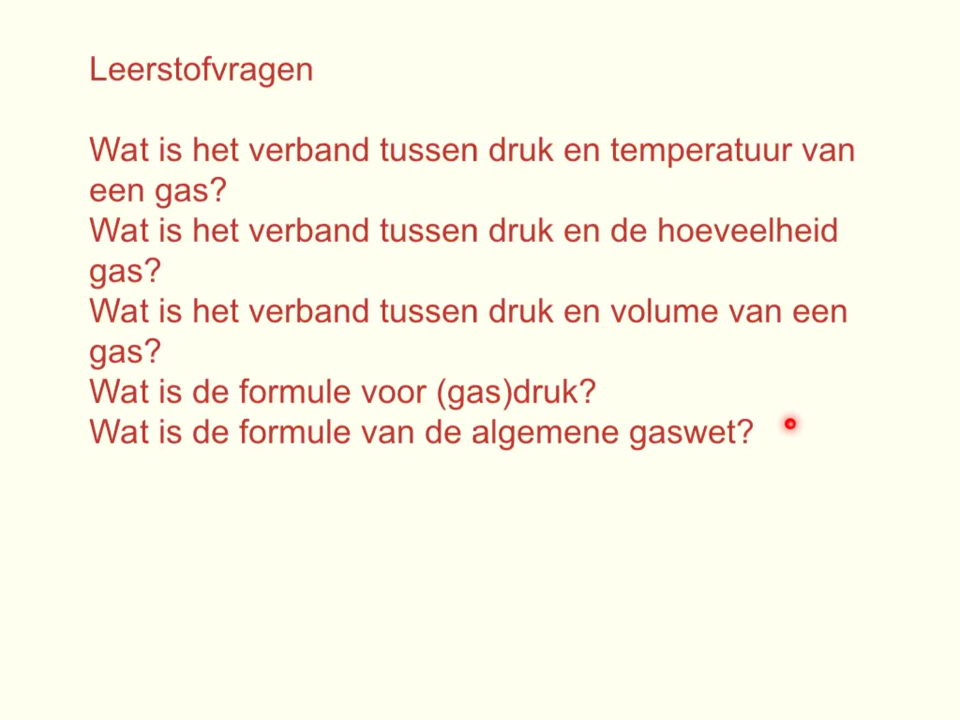 Leerstofvragen
Wat is het verband tussen druk en temperatuur van
een gas?
Wat is het verband tussen druk en de hoeveelheid
gas?
Wat is het verband tussen druk en volume van een
gas?
Wat is de formule voor (gas)druk?
Wat is de formule van de algemene gaswet?